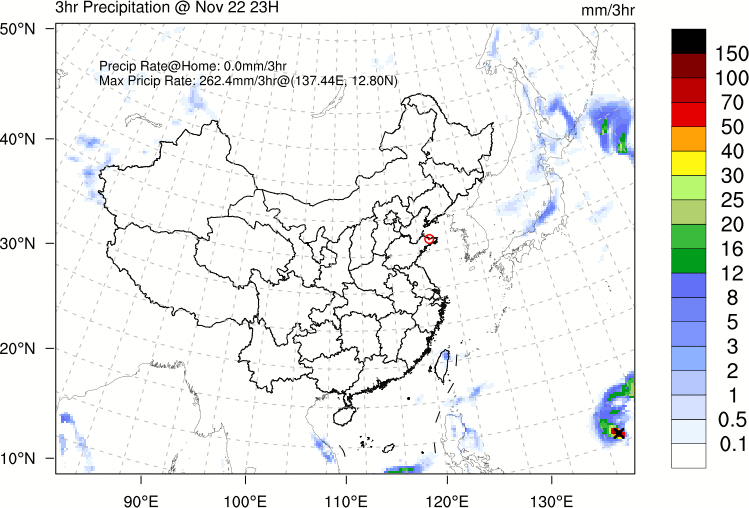 3hr Precipitation @ Nov 22 23H
mm/3hr
Precip Rate@Home: 0.0mm/3hr
Max Pricip Rate: 262.4mm/3hr@(137.44E, 12.80N)
50°N
40°N
30°N
20°N
10°N
90°E 100°E 110°E 120°E 130°E
150
100
70
50
40
30
25
20
16
12
8
5
3
2
1
0.5
0.1